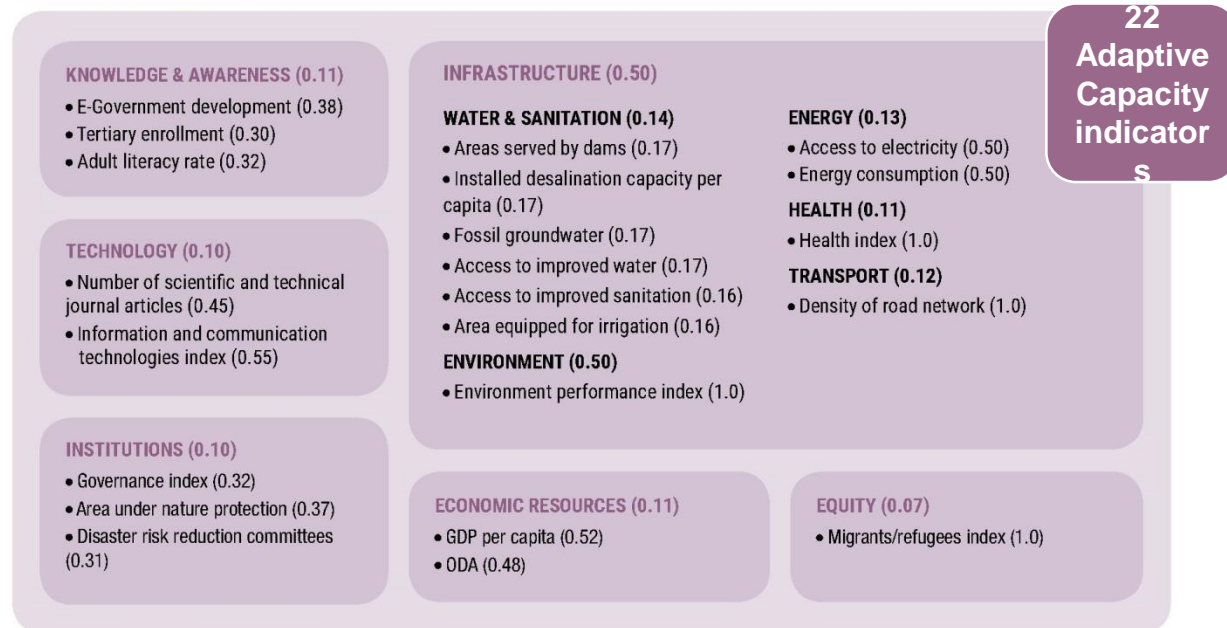 22
Adaptive
Capacity
indicator
s
KNOWLEDGE & AWARENESS (0.11)
• E-Government development (0.38)
• Tertiary enrollment (0.30)
• Adult literacy rate (0.32)
TECHNOLOGY (0.10)
• Number of scientific and technical
journal articles (0.45)
• Information and communication
technologies index (0.55)
INSTITUTIONS (0.10)
• Governance index (0.32)
• Area under nature protection (0.37)
• Disaster risk reduction committees
(0.31)
INFRASTRUCTURE (0.50)
WATER & SANITATION (0.14)
• Areas served by dams (0.17)
• Installed desalination capacity per
capita (0.17)
• Fossil groundwater (0.17)
• Access to improved water (0.17)
• Access to improved sanitation (0.16)
• Area equipped for irrigation (0.16)
ENVIRONMENT (0.50)
• Environment performance index (1.0)
ENERGY (0.13)
• Access to electricity (0.50)
• Energy consumption (0.50)
HEALTH (0.11)
• Health index (1.0)
TRANSPORT (0.12)
• Density of road network (1.0)
ECONOMIC RESOURCES (0.11)
• GDP per capita (0.52)
• ODA (0.48)
EQUITY (0.07)
• Migrants/refugees index (1.0)